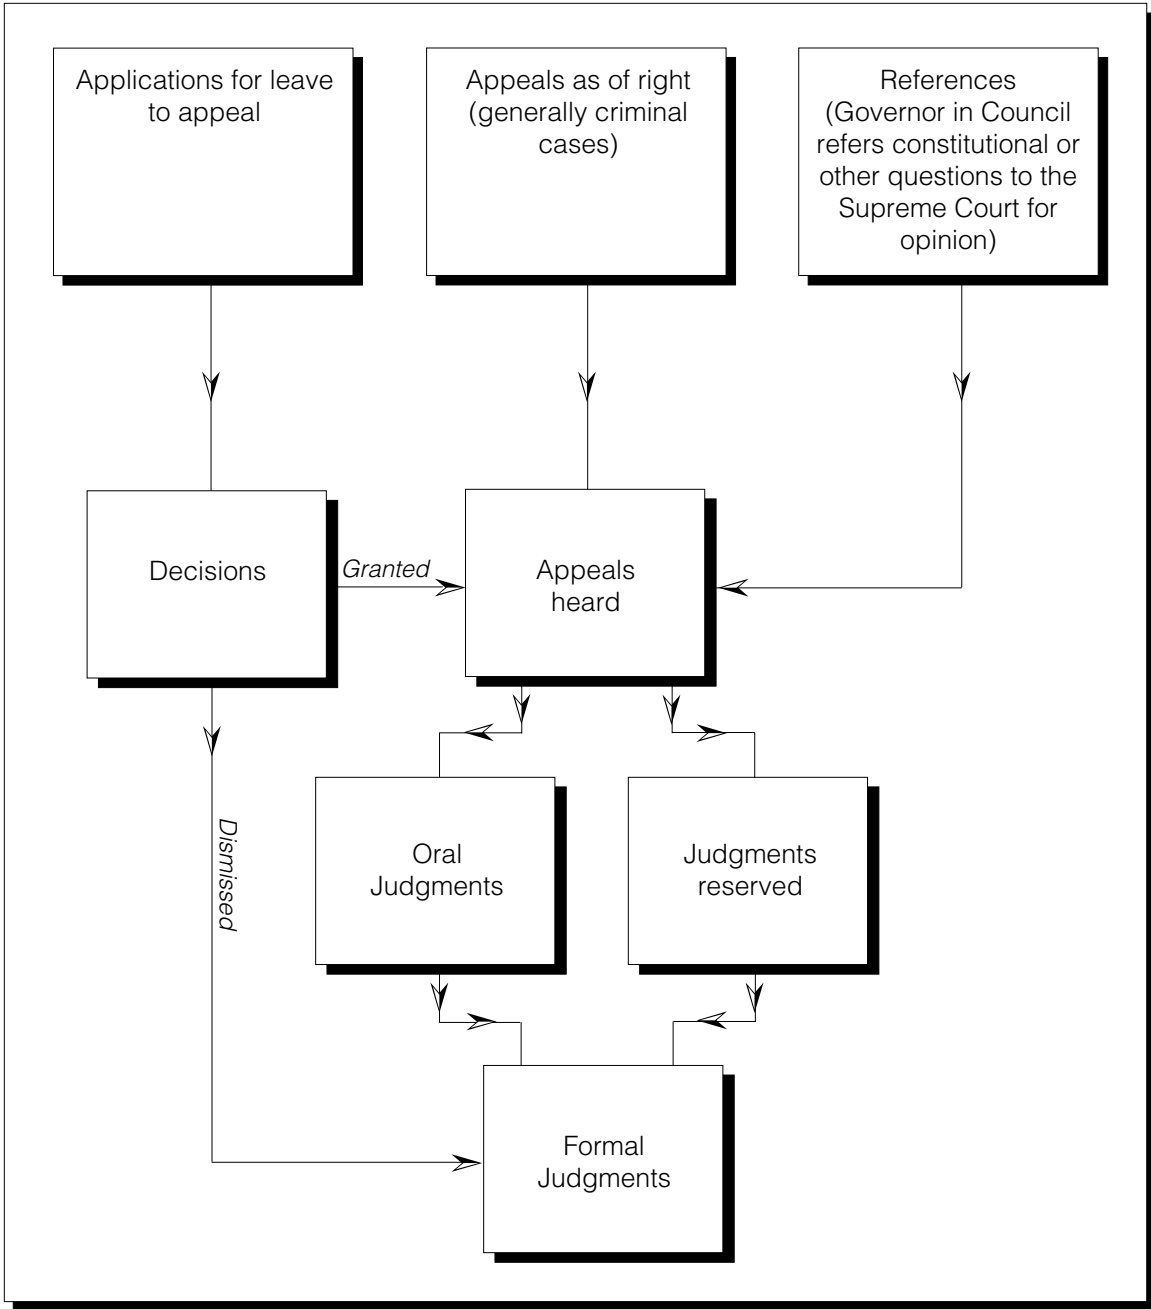 Applications for leave
to appeal
Appeals as of right
(generally criminal
cases)
References
(Governor in Council
refers constitutional or
other questions to the
Supreme Court for
opinion)
Decisions
Granted
Appeals
heard
Dismissed
Oral
Judgments
Judgments
reserved
Formal
Judgments